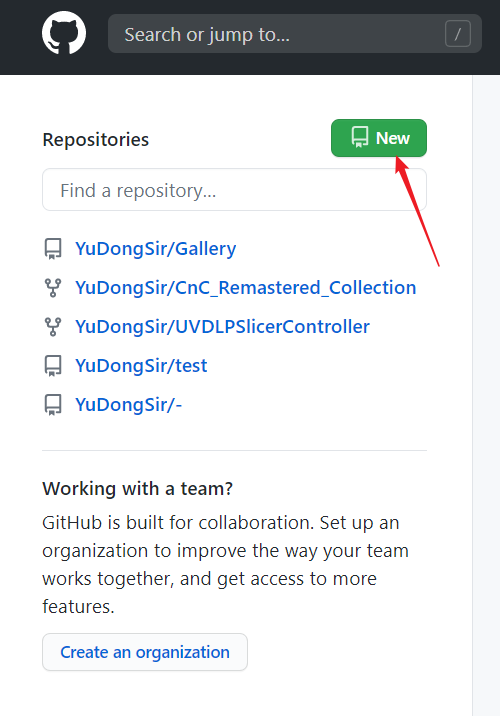 Search or jump to...
/
Repositories
New
Find a repository...
YuDongSir/Gallery
YuDongSir/CnC_Remastered_Collection
YuDongSir/UVDLPSlicerController
YuDongSir/test
YuDongSir/-
Working with a team?
GitHub is built for collaboration. Set up an
organization to improve the way your team
works together, and get access to more
features.
Create an organization